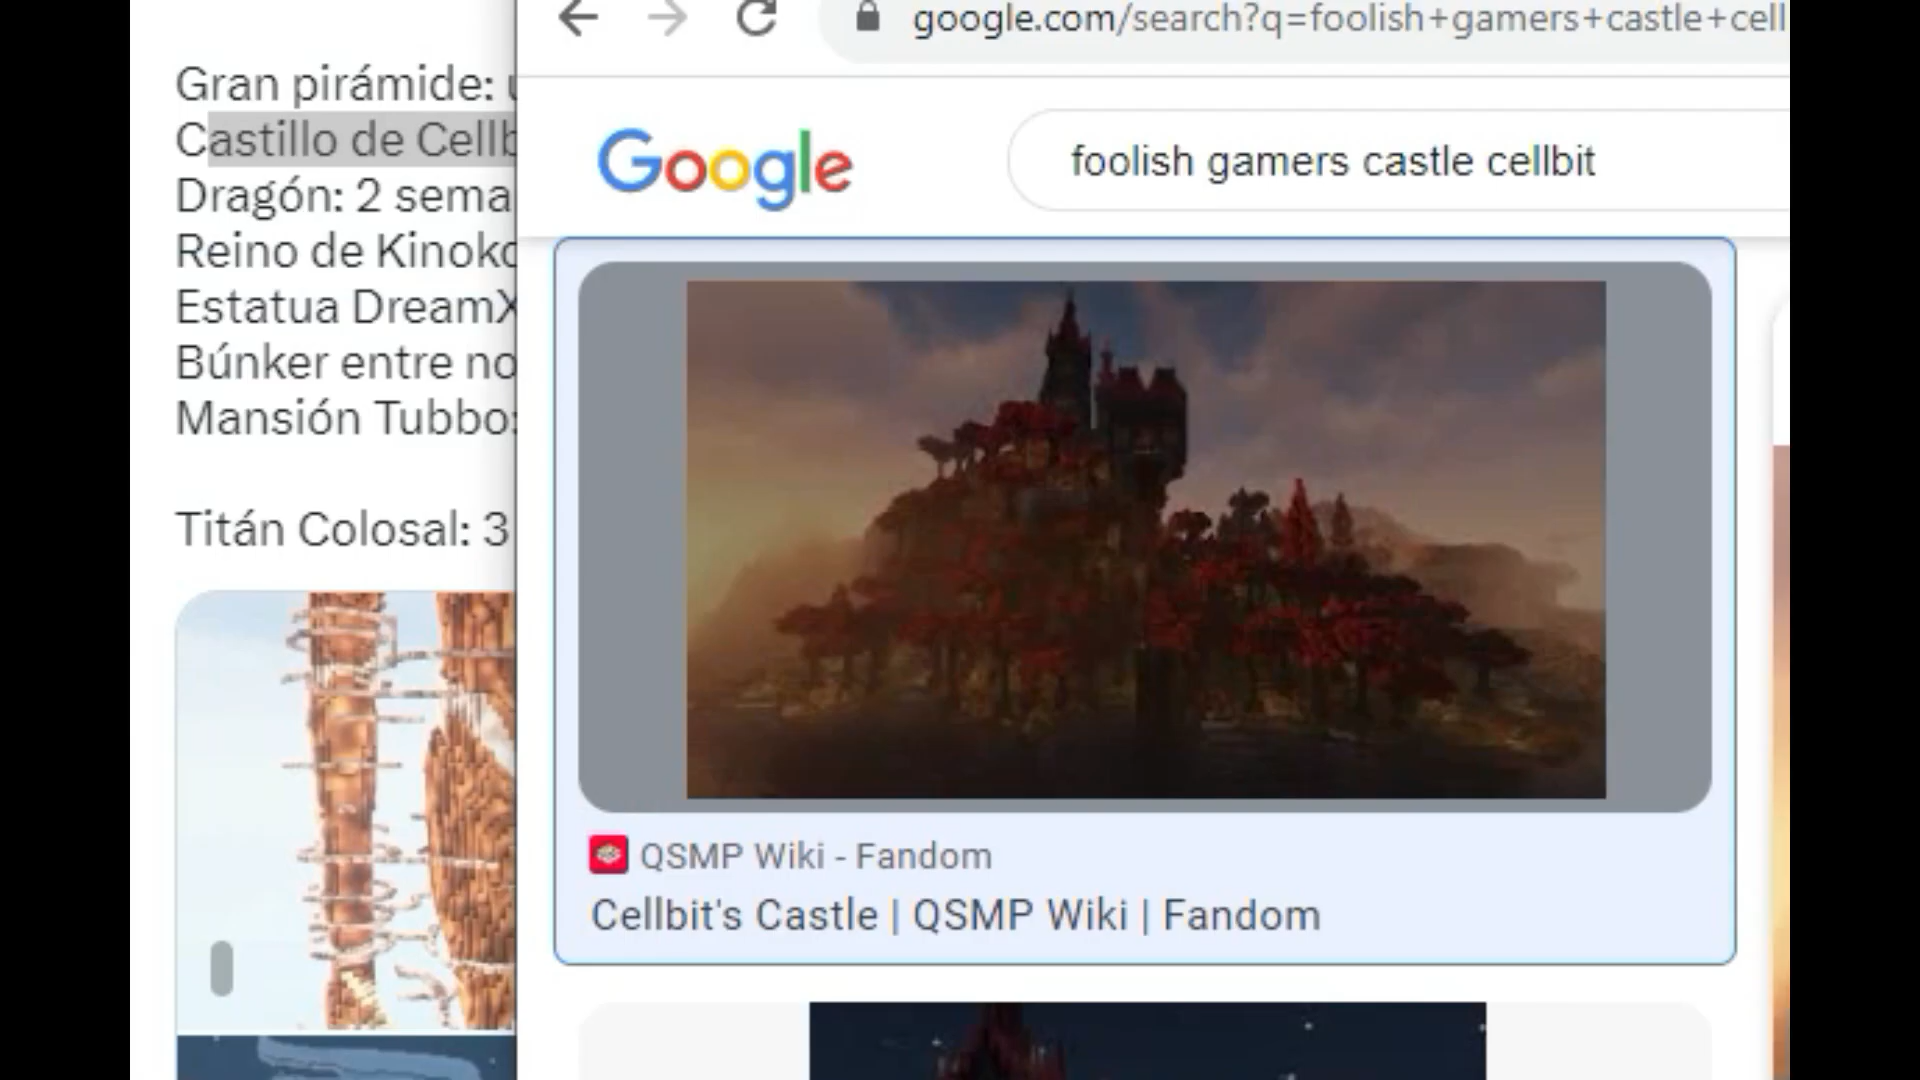 Gran pirámide:
Castillo de Cellb
Dragón: 2 sema
Reino de Kinoko
Estatua DreamX
Búnker entre no
Mansión Tubbo:
Titán Colosal: 3
google.com/search?q=foolish+gamers+castle+cell
Google
foolish gamers castle cellbit
QSMP Wiki - Fandom
Cellbit's Castle | QSMP Wiki | Fandom